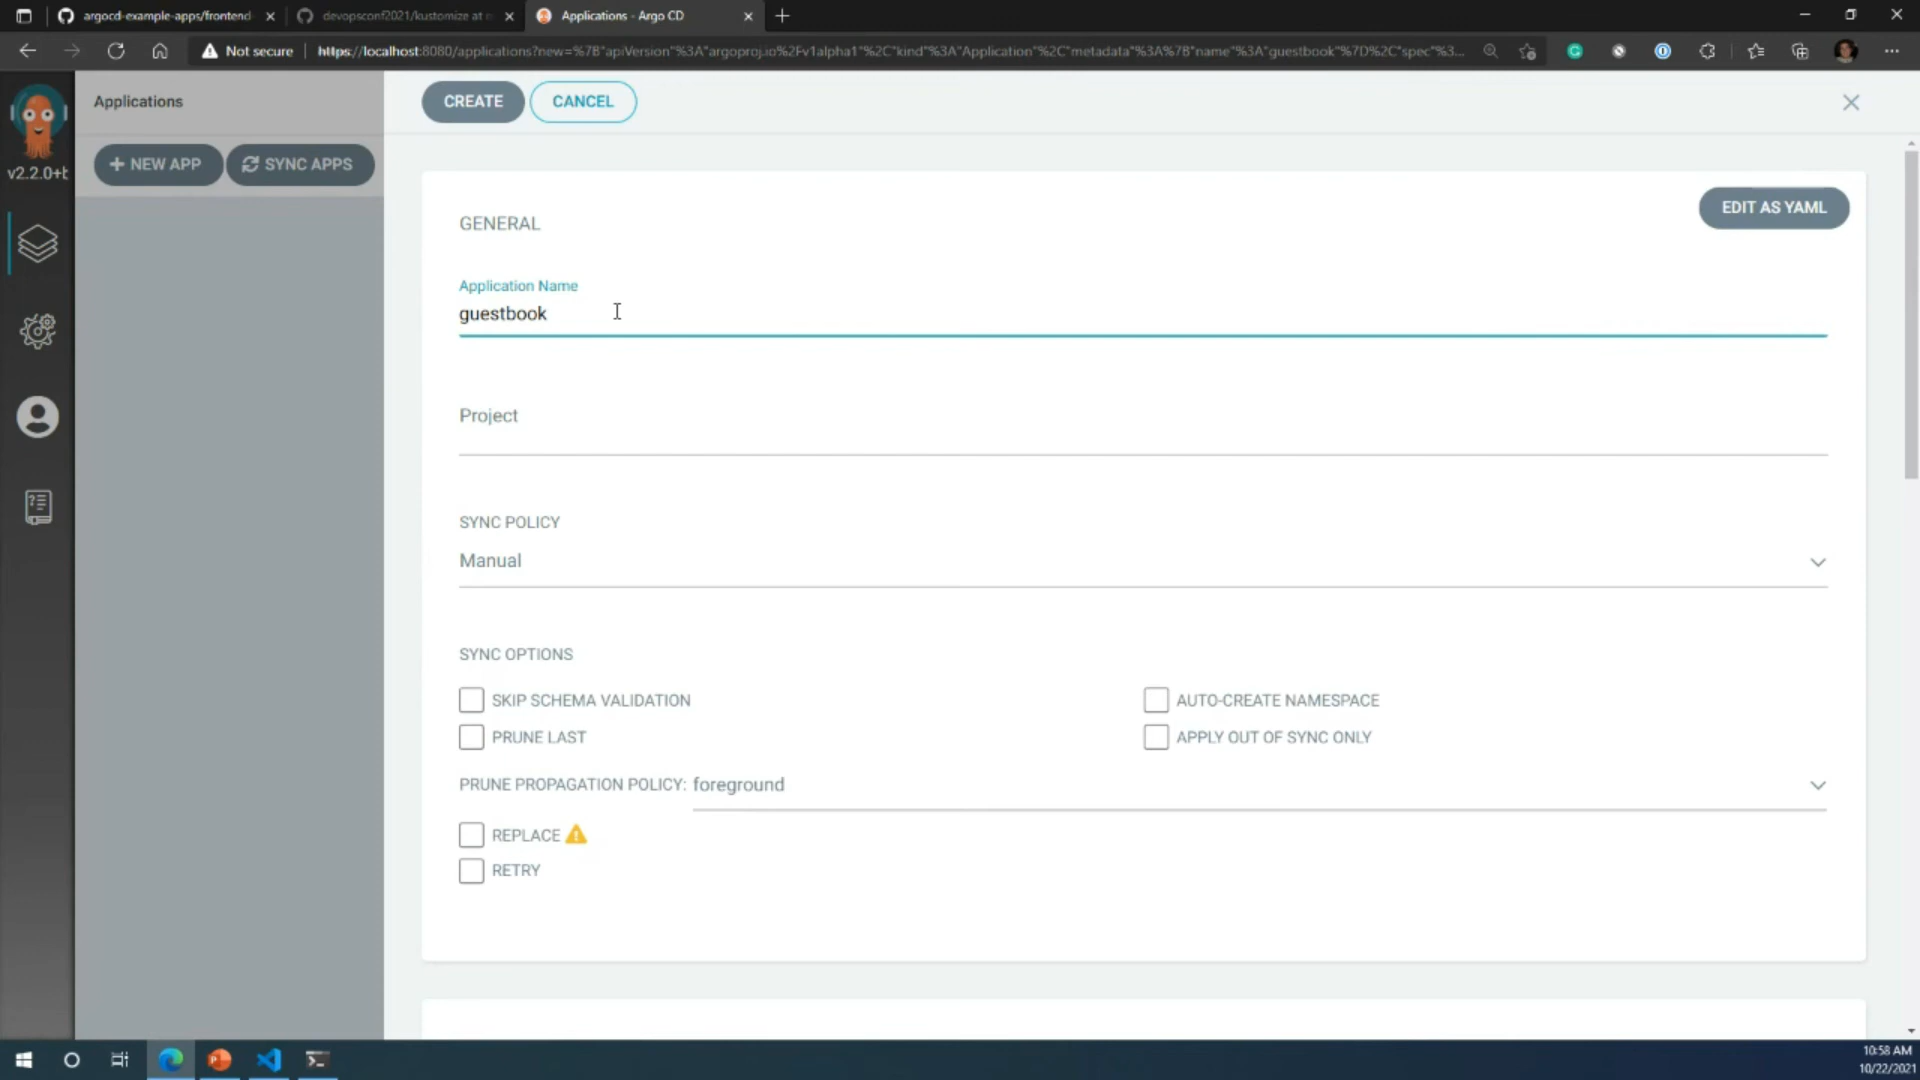 argocd-example-apps/frontend
devopsconf2021/kustomize at
Applications - Argo CD
Not secure
https://localhost:8080/applications?new=%7B"apiVersion"%3A"argoproj.io%2Fv1alpha1"%2C"kind"%3A"Application"%2C"metadata"%3A%7B"name"%3A"guestbook"%7D%2C"spec"%3...
v2.2.0+b
Applications
NEW APP
SYNC APPS
CREATE
CANCEL
GENERAL
EDIT AS YAML
Application Name
guestbook
Project
SYNC POLICY
Manual
SYNC OPTIONS
SKIP SCHEMA VALIDATION
AUTO-CREATE NAMESPACE
PRUNE LAST
APPLY OUT OF SYNC ONLY
PRUNE PROPAGATION POLICY: foreground
REPLACE
RETRY
10:58 AM
10/22/2021